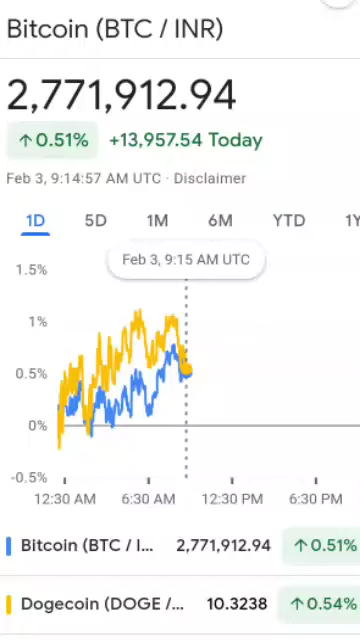 Bitcoin (BTC / INR)
2,771,912.94
↑0.51% +13,957.54 Today
Feb 3, 9:14:57 AM UTC · Disclaimer
1D 5D 1M 6M YTD 1Y
Feb 3, 9:15 AM UTC
1.5%
1%
0.5%
0%
-0.5%
12:30 AM 6:30 AM 12:30 PM 6:30 PM
Bitcoin (BTC / I... 2,771,912.94 ↑0.51%
Dogecoin (DOGE /... 10.3238 ↑0.54%